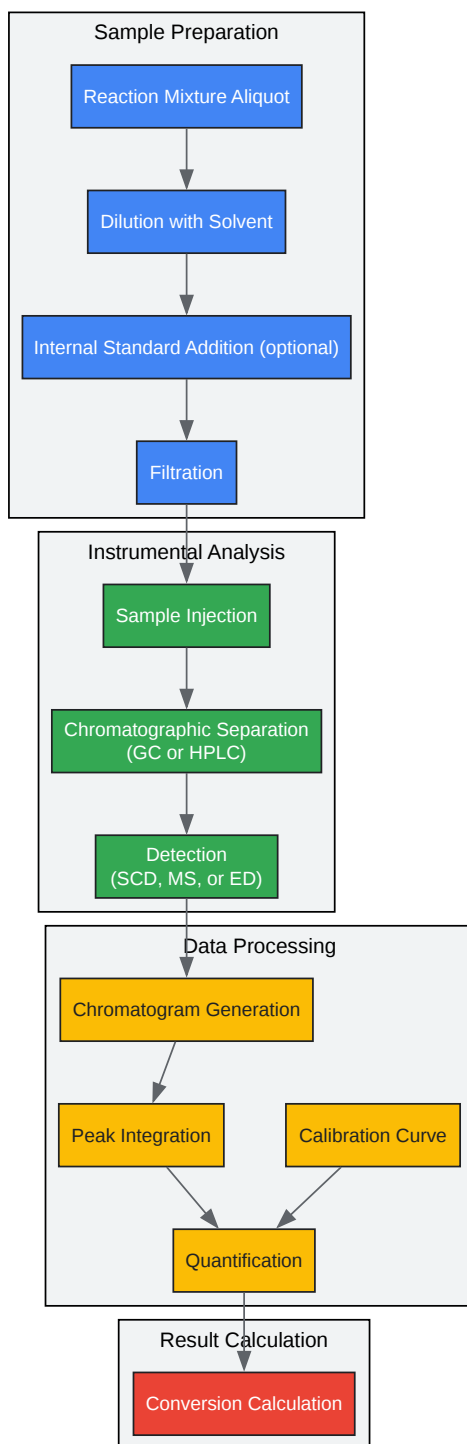 Sample Preparation
Reaction Mixture Aliquot
Dilution with Solvent
Internal Standard Addition (optional)
Filtration
Instrumental Analysis
Sample Injection
Chromatographic Separation
(GC or HPLC)
Detection
(SCD, MS, or ED)
Data Processing
Chromatogram Generation
Peak Integration
Calibration Curve
Quantification
Result Calculation
Conversion Calculation